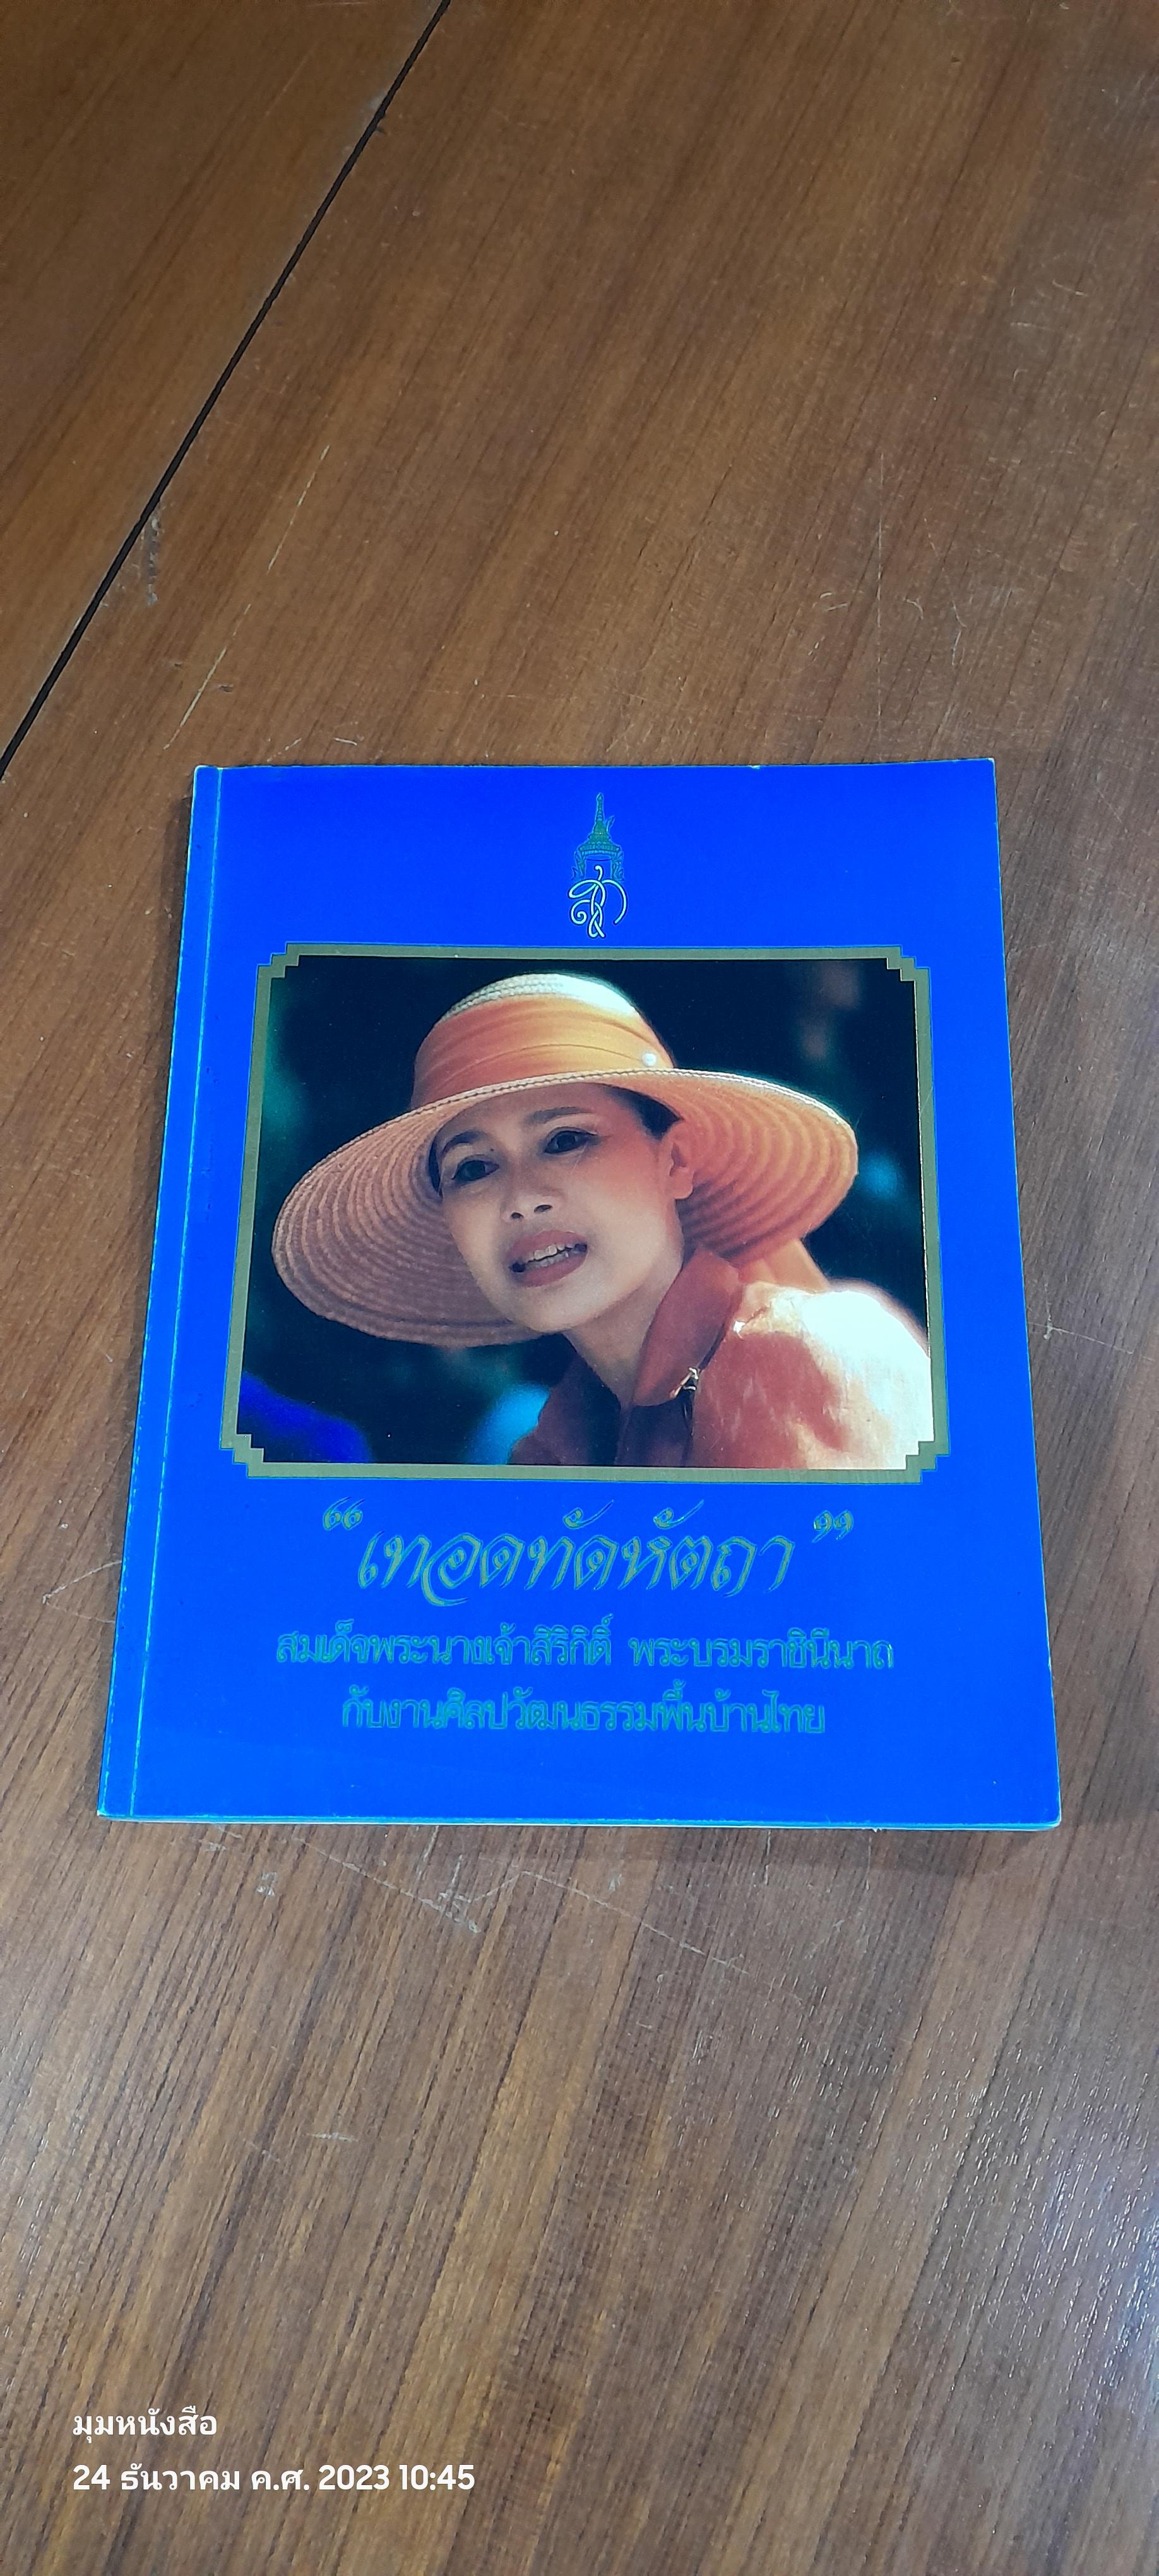 ส
“เทอดทัดหัตถา”
สมเด็จพระนางเจ้าสิริกิติ์ พระบรมราชินีนาถ
กับงานศิลปวัฒนธรรมพื้นบ้านไทย
มุมหนังสือ
24 ธันวาคม ค.ศ. 2023 10:45